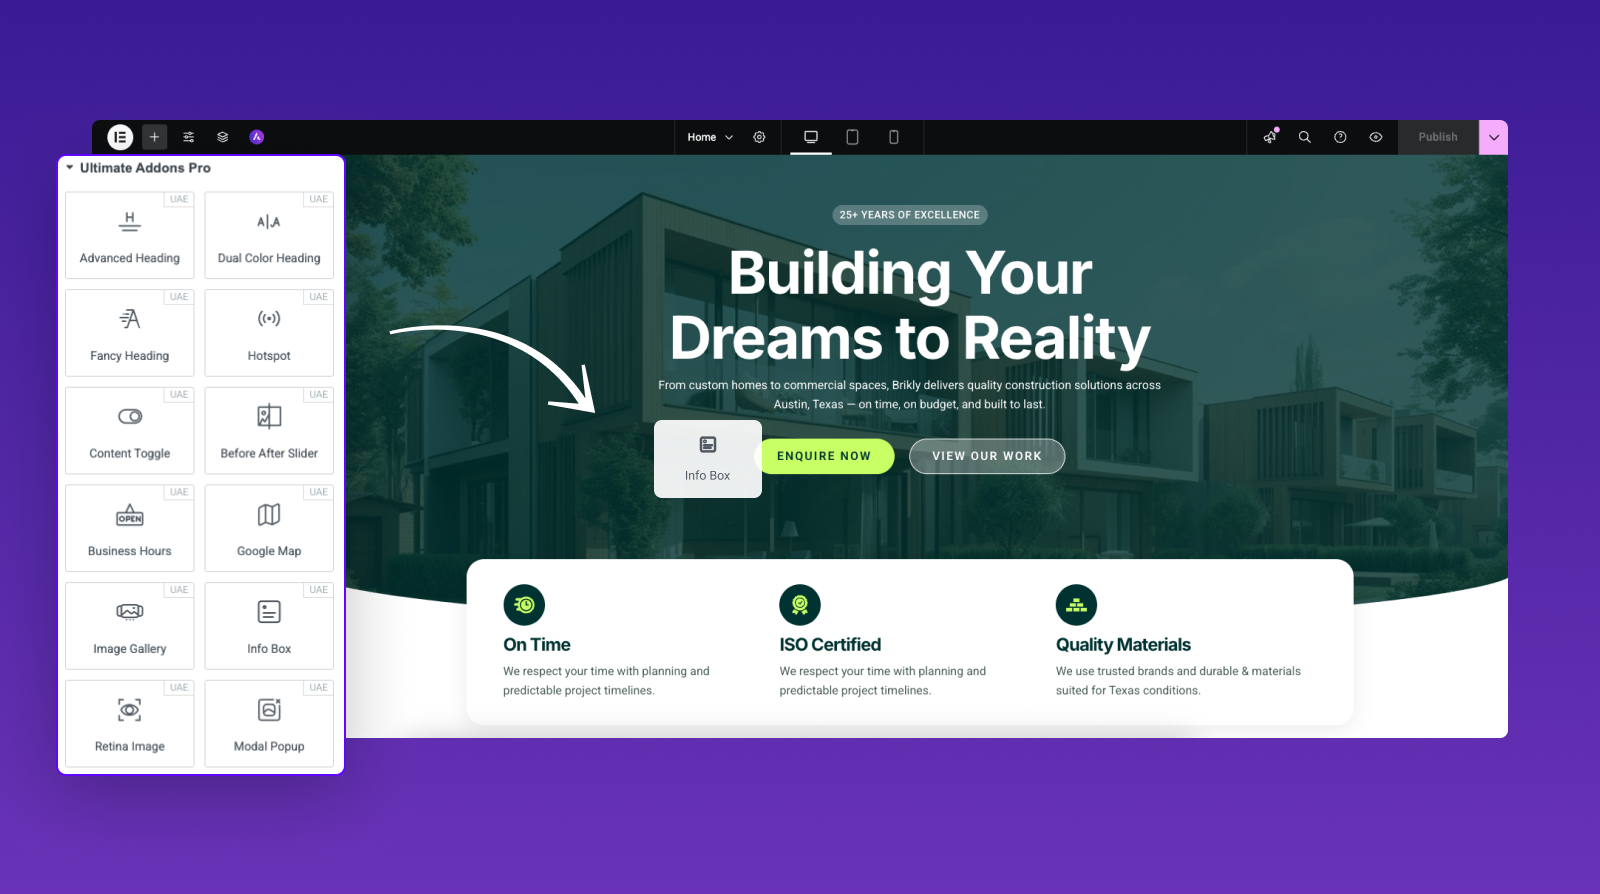 Home
Publish
Ultimate Addons Pro
UAE
Advanced Heading
UAE
Dual Color Heading
UAE
Fancy Heading
UAE
Hotspot
UAE
Content Toggle
UAE
Before After Slider
UAE
OPEN
Business Hours
UAE
Google Map
UAE
Image Gallery
UAE
Info Box
UAE
Retina Image
UAE
Modal Popup
25+ YEARS OF EXCELLENCE
Building Your
Dreams to Reality
From custom homes to commercial spaces, Brikly delivers quality construction solutions across
Austin, Texas — on time, on budget, and built to last.
Info Box
ENQUIRE NOW
VIEW OUR WORK
On Time
We respect your time with planning and
predictable project timelines.
ISO Certified
We respect your time with planning and
predictable project timelines.
Quality Materials
We use trusted brands and durable & materials
suited for Texas conditions.